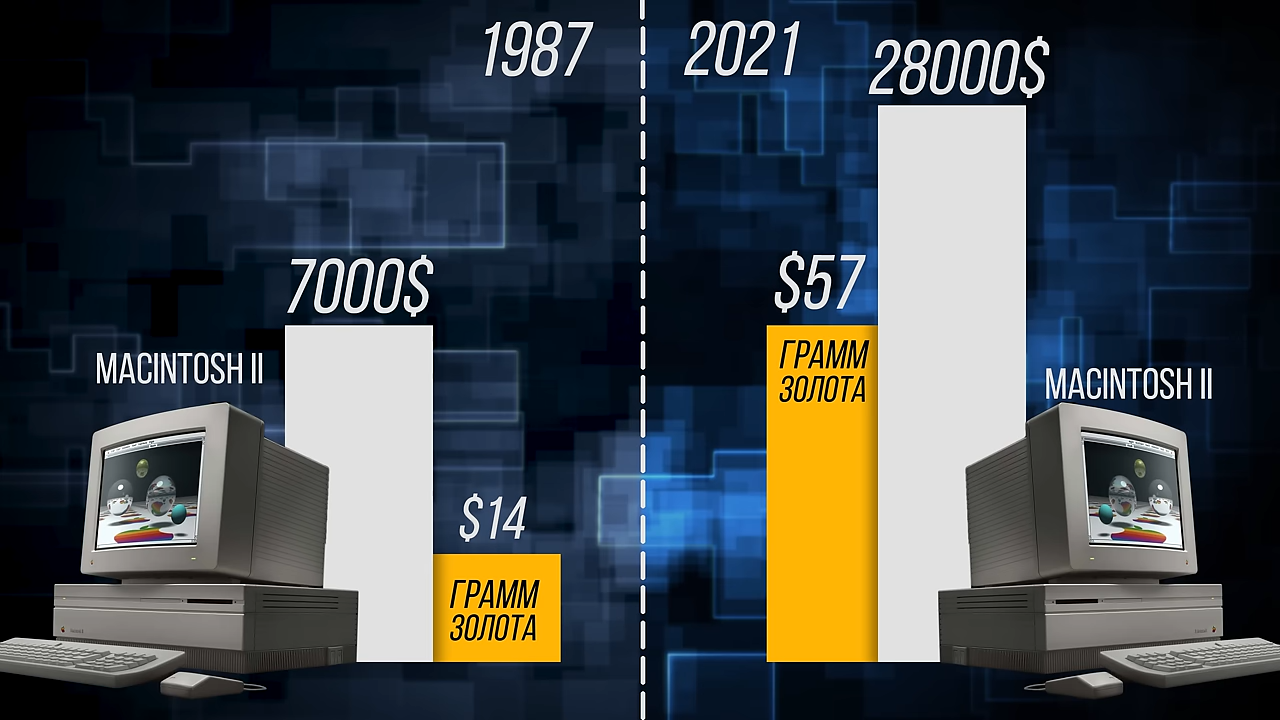 1987
7000$
MACINTOSH II
$14
ГРАММ
ЗОЛОТА
2021
28000$
$57
ГРАММ
ЗОЛОТА
MACINTOSH II